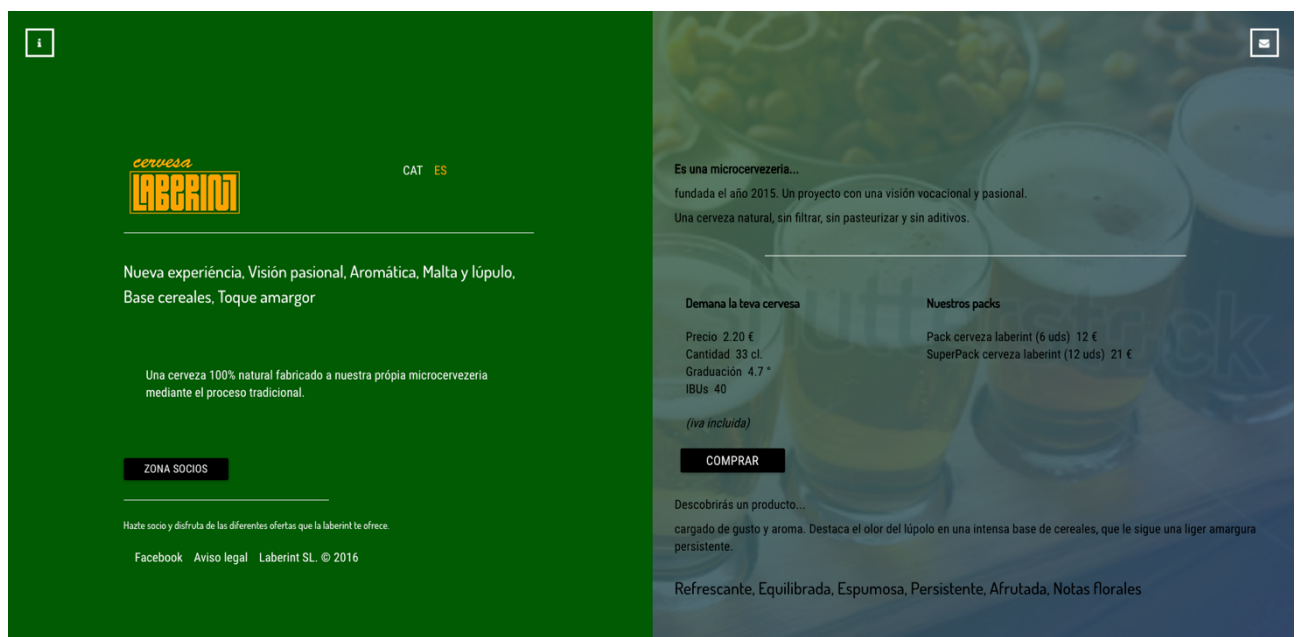 cervesa
LABERINT
CAT ES
Nueva experiéncia, Visión pasional, Aromática, Malta y lúpulo,
Base cereales, Toque amargor
Una cerveza 100% natural fabricado a nuestra própia microcervezeria
mediante el proceso tradicional.
ZONA SOCIOS
Hazte socio y disfruta de las diferentes ofertas que la laberint te ofrece.
Facebook Aviso legal Laberint SL. © 2016
Es una microcervezeria...
fundada el año 2015. Un proyecto con una visión vocacional y pasional.
Una cerveza natural, sin filtrar, sin pasteurizar y sin aditivos.
Demana la teva cervesa
Precio 2.20 €
Cantidad 33 cl.
Graduación 4.7 °
IBUs 40
(iva incluida)
Nuestros packs
Pack cerveza laberint (6 uds) 12 €
SuperPack cerveza laberint (12 uds) 21 €
shutterstock
COMPRAR
Descobrirás un producto...
cargado de gusto y aroma. Destaca el olor del lúpolo en una intensa base de cereales, que le sigue una liger amargura
persistente.
Refrescante, Equilibrada, Espumosa, Persistente, Afrutada, Notas florales